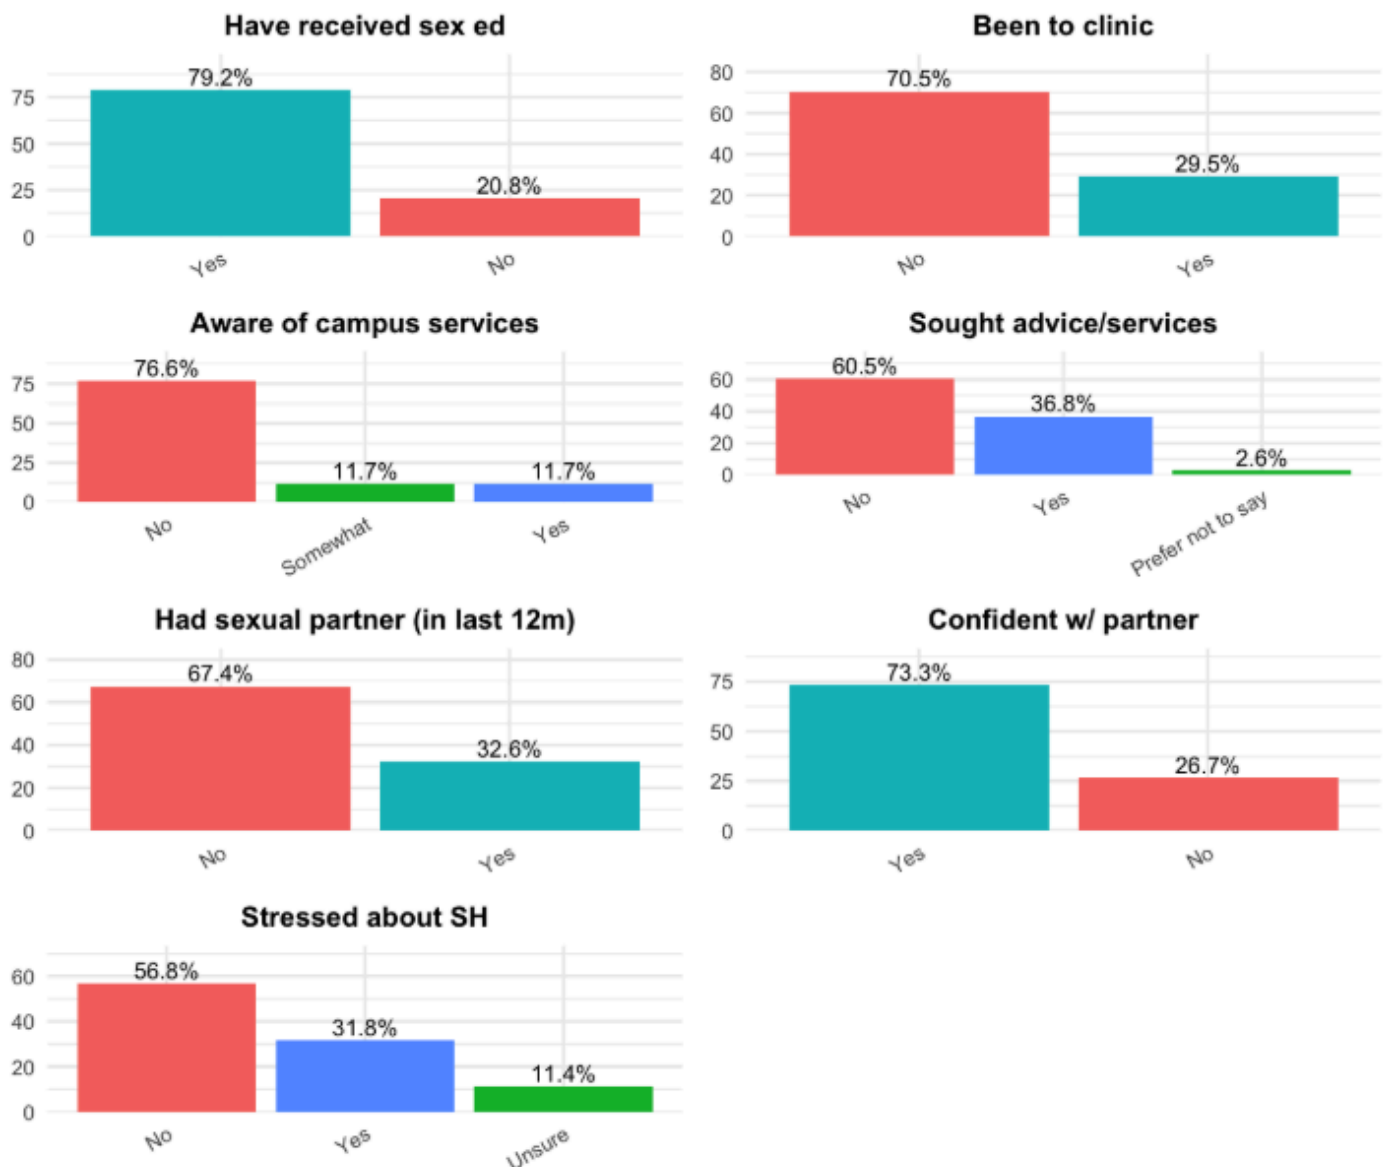 Have received sex ed
79.2%
20.8%
75
50
25
0
Yes
No
Been to clinic
80
60
40
20
0
70.5%
29.5%
No
Yes
Aware of campus services
76.6%
11.7%
11.7%
75
50
25
0
No
Somewhat
Yes
Sought advice/services
60.5%
36.8%
2.6%
60
40
20
0
No
Yes
Prefer not to say
Had sexual partner (in last 12m)
80
60
40
20
0
67.4%
32.6%
No
Yes
Confident w/ partner
73.3%
26.7%
75
50
25
0
Yes
No
Stressed about SH
56.8%
31.8%
11.4%
60
40
20
0
No
Yes
Unsure